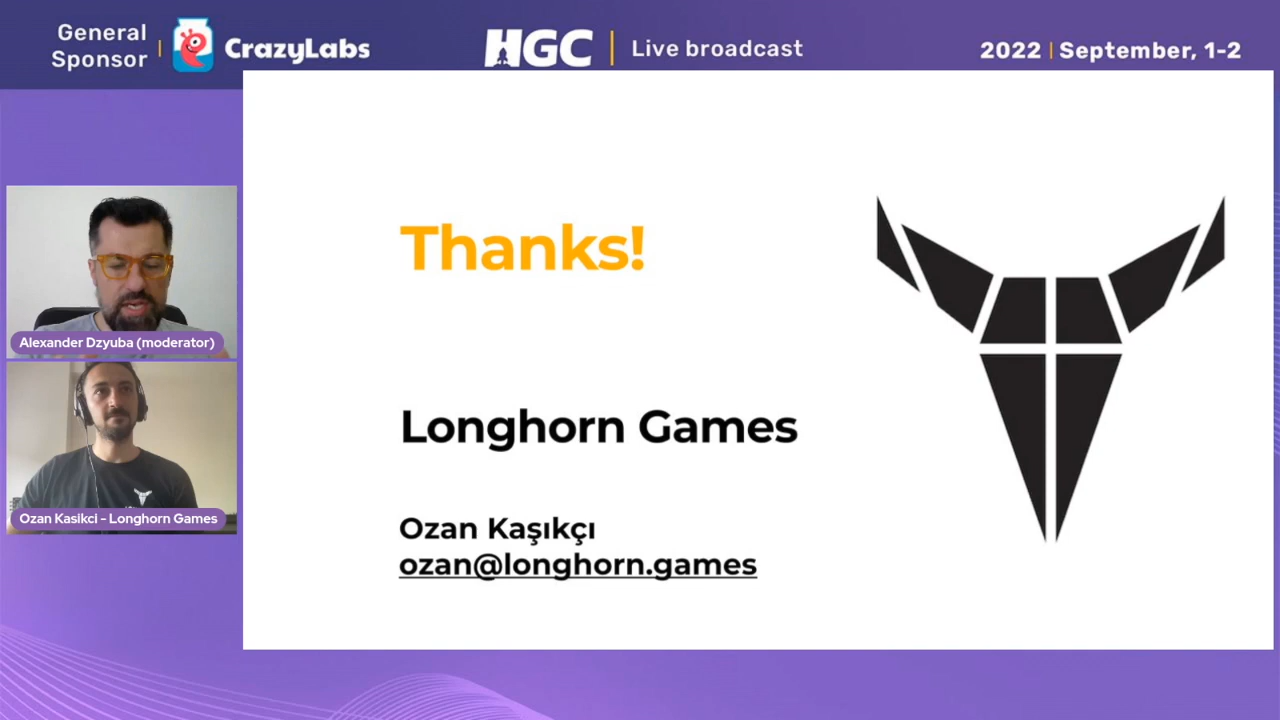 General
Sponsor
CrazyLabs
HGC
Live broadcast
2022 | September, 1-2
Alexander Dzyuba (moderator)
Ozan Kasikci - Longhorn Games
Thanks!
Longhorn Games
Ozan Kaşıkçı
ozan@longhorn.games